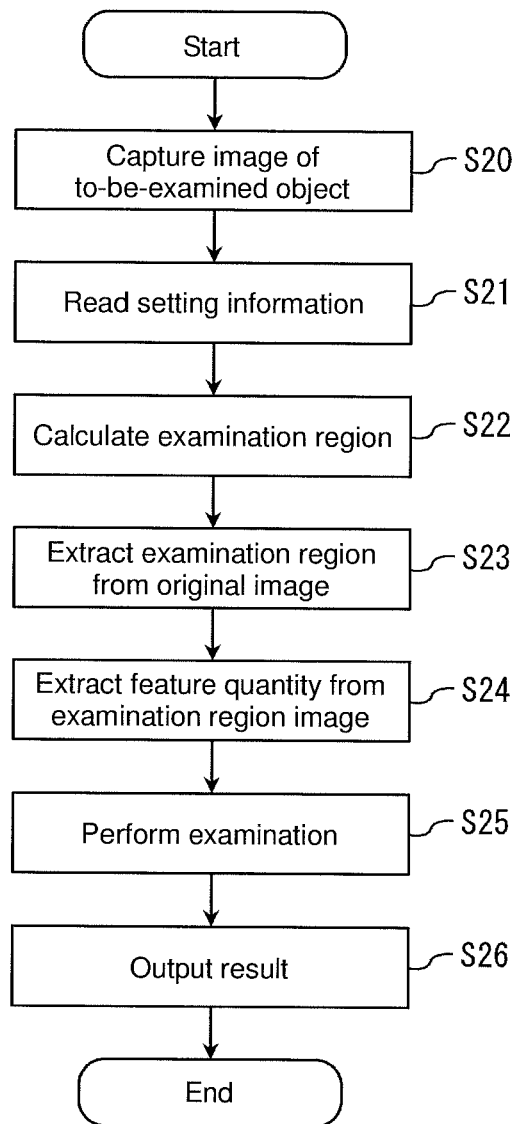 Start
Capture image of
to-be-examined object
S20
Read setting information
S21
Calculate examination region
S22
Extract examination region
from original image
S23
Extract feature quantity from
examination region image
S24
Perform examination
S25
Output result
S26
End